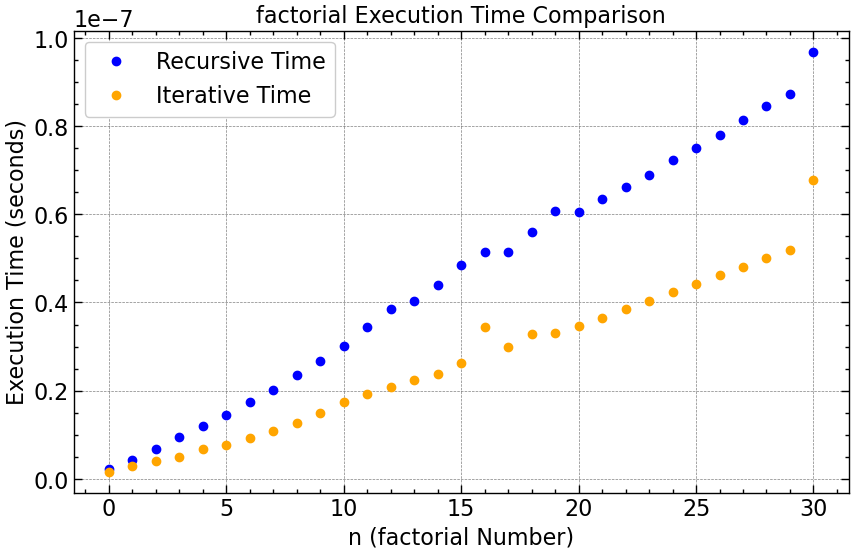 factorial Execution Time Comparison
1e−7
1.0
0.8
0.6
0.4
0.2
0.0
Execution Time (seconds)
Recursive Time
Iterative Time
0 5 10 15 20 25 30
n (factorial Number)